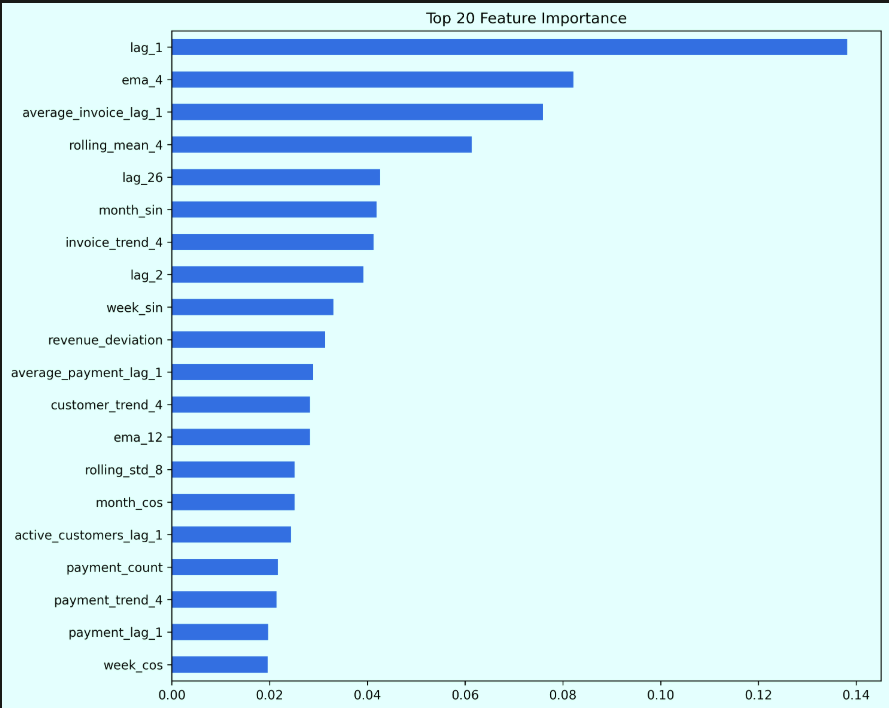 Top 20 Feature Importance
lag_1
ema_4
average_invoice_lag_1
rolling_mean_4
lag_26
month_sin
invoice_trend_4
lag_2
week_sin
revenue_deviation
average_payment_lag_1
customer_trend_4
ema_12
rolling_std_8
month_cos
active_customers_lag_1
payment_count
payment_trend_4
payment_lag_1
week_cos
0.00 0.02 0.04 0.06 0.08 0.10 0.12 0.14